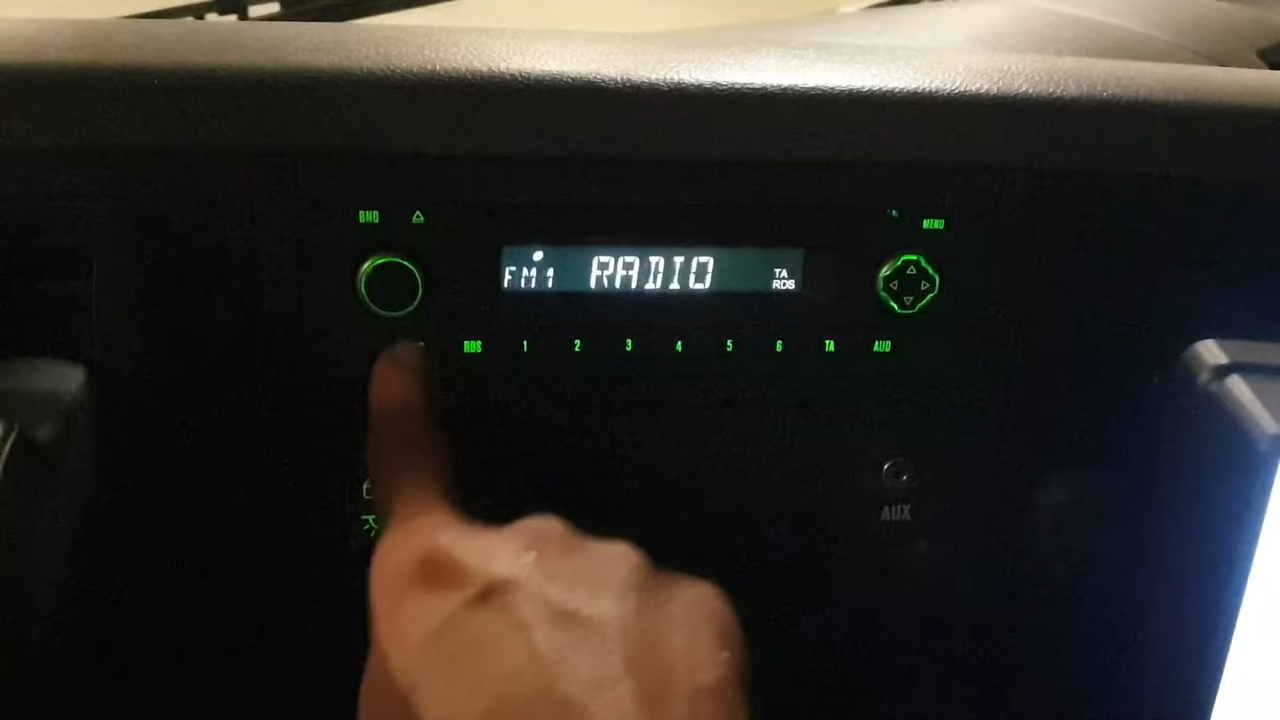 BND
MENU
FM1 RADIO TA
RDS
RDS 1 2 3 4 5 6 TA AUD
AUX